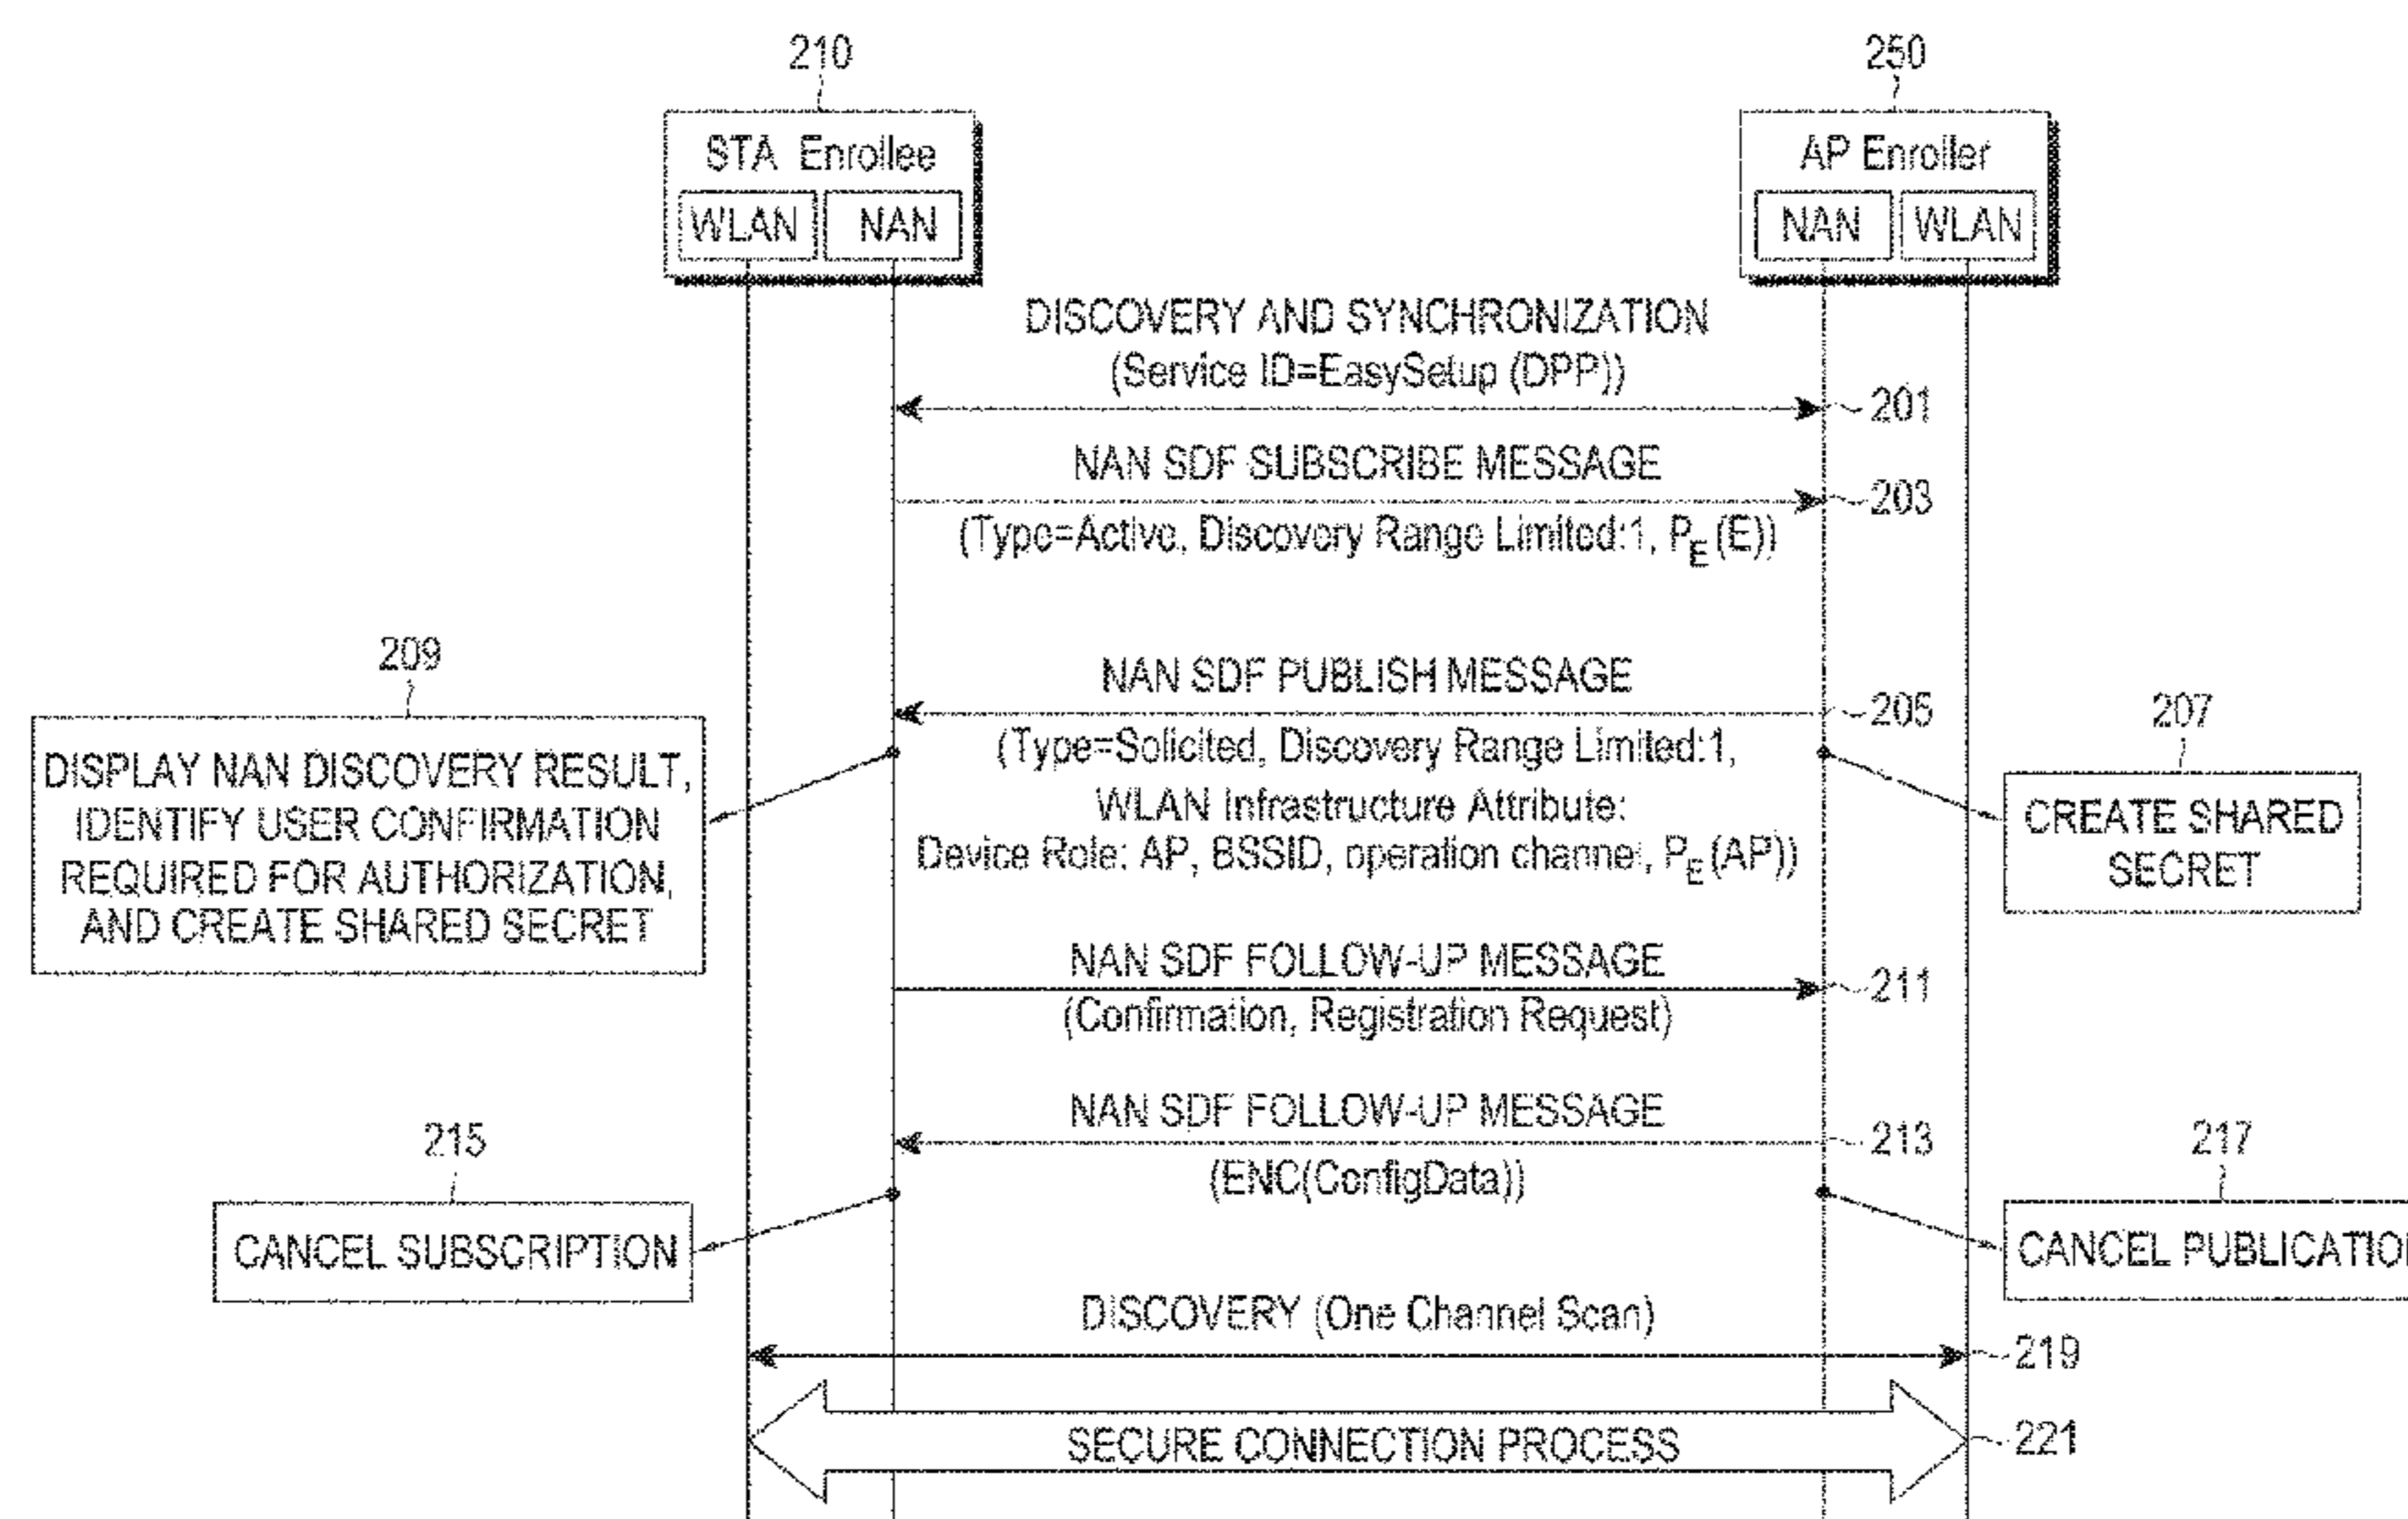 210
250
STA Enrollee
AP Enroller
WLAN
NAN
NAN
WLAN
DISCOVERY AND SYNCHRONIZATION
(Service ID=EasySetup (DPP))
201
NAN SDF SUBSCRIBE MESSAGE
203
(Type=Active, Discovery Range Limited:1, PE(E))
209
NAN SDF PUBLISH MESSAGE
205
207
DISPLAY NAN DISCOVERY RESULT,
IDENTIFY USER CONFIRMATION
REQUIRED FOR AUTHORIZATION,
AND CREATE SHARED SECRET
(Type=Solicited, Discovery Range Limited:1,
WLAN Infrastructure Attribute:
Device Role: AP, BSSID, operation channel, PE(AP))
CREATE SHARED
SECRET
NAN SDF FOLLOW-UP MESSAGE
211
(Confirmation, Registration Request)
NAN SDF FOLLOW-UP MESSAGE
213
215
217
(ENC(ConfigData))
CANCEL SUBSCRIPTION
CANCEL PUBLICATIO
DISCOVERY (One Channel Scan)
219
SECURE CONNECTION PROCESS
221